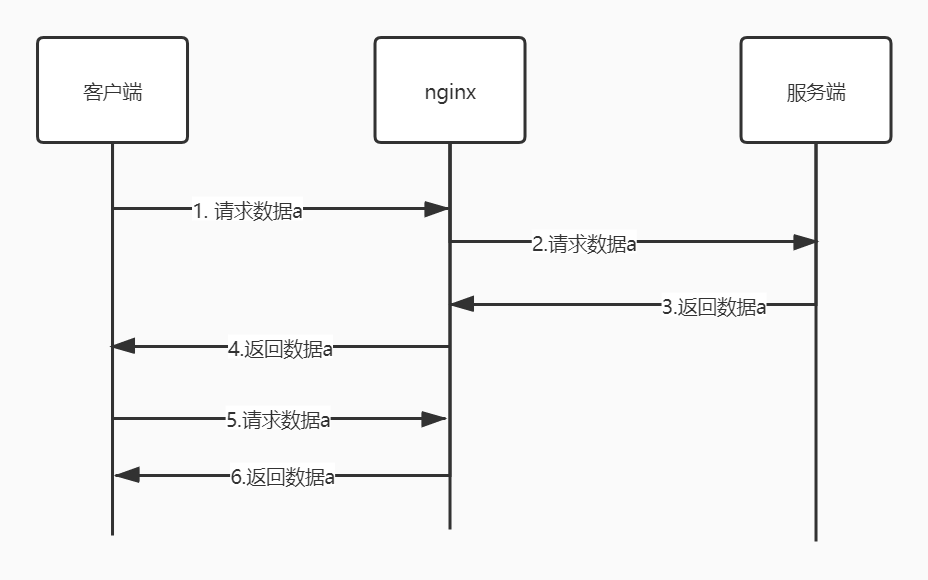 客户端
nginx
服务端
1. 请求数据a
2.请求数据a
3.返回数据a
4.返回数据a
5.请求数据a
6.返回数据a